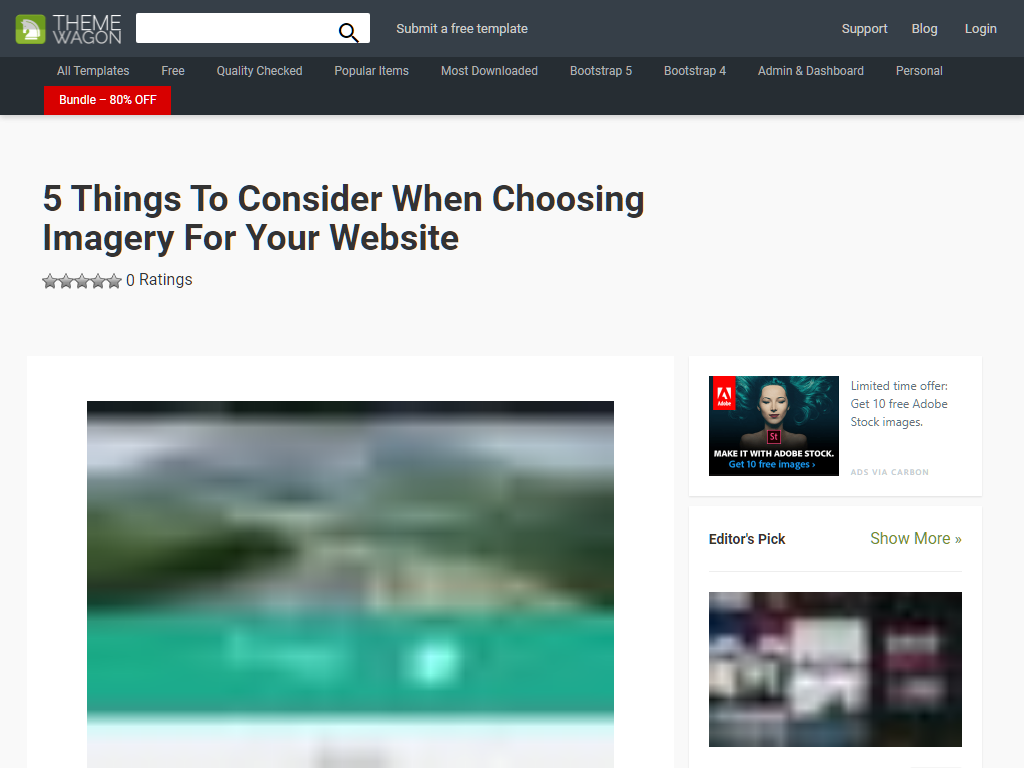 THEME
WAGON
Submit a free template
Support
Blog
Login
All Templates
Free
Quality Checked
Popular Items
Most Downloaded
Bootstrap 5
Bootstrap 4
Admin & Dashboard
Personal
Bundle – 80% OFF
5 Things To Consider When Choosing
Imagery For Your Website
0 Ratings
Adobe
St
MAKE IT WITH ADOBE STOCK.
Get 10 free images ›
Limited time offer:
Get 10 free Adobe
Stock images.
ADS VIA CARBON
Editor's Pick
Show More »